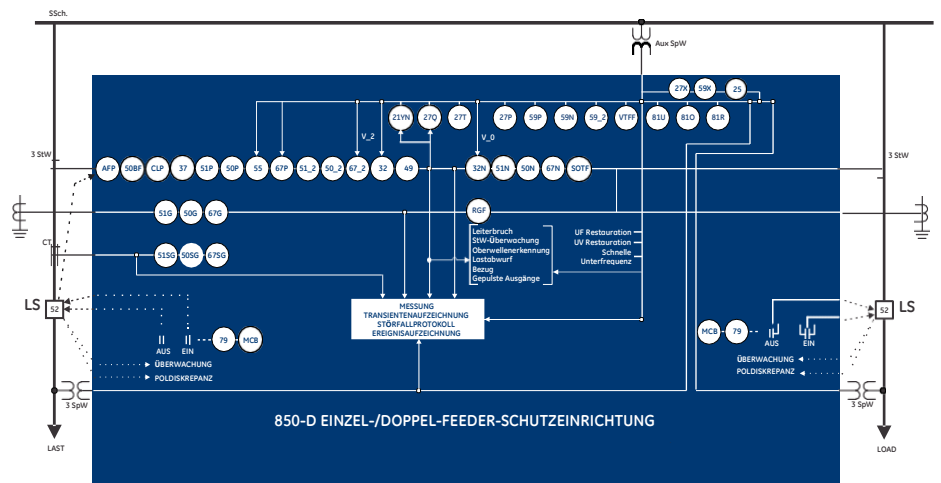 SSch.
Aux SpW
27X 59X 25
21YN 27Q 27T 27P 59P 59N 59_2 VTFF 81U 81O 81R
V_2 V_0
3 StW 3 StW
AFP 50BF CLP 37 51P 50P 55 67P 51_2 50_2 67_2 32 49 32N 51N 50N 67N SOTF
51G 50G 67G RGF
Leiterbruch
StW-Überwachung
Oberwellenerkennung
Lastabwurf
Bezug
Gepulste Ausgänge
UF Restauration
UV Restauration
Schnelle
Unterfrequenz
CT
51SG 50SG 67SG
MESSUNG
TRANSIENTENAUFZEICHNUNG
STÖRFALLPROTOKOLL
EREIGNISAUFZEICHNUNG
LS 52 52 LS
AUS EIN 79 MCB
MCB 79 AUS EIN
ÜBERWACHUNG
POLDISKREPANZ
ÜBERWACHUNG
POLDISKREPANZ
3 SpW 3 SpW
850-D EINZEL-/DOPPEL-FEEDER-SCHUTZEINRICHTUNG
LAST LOAD